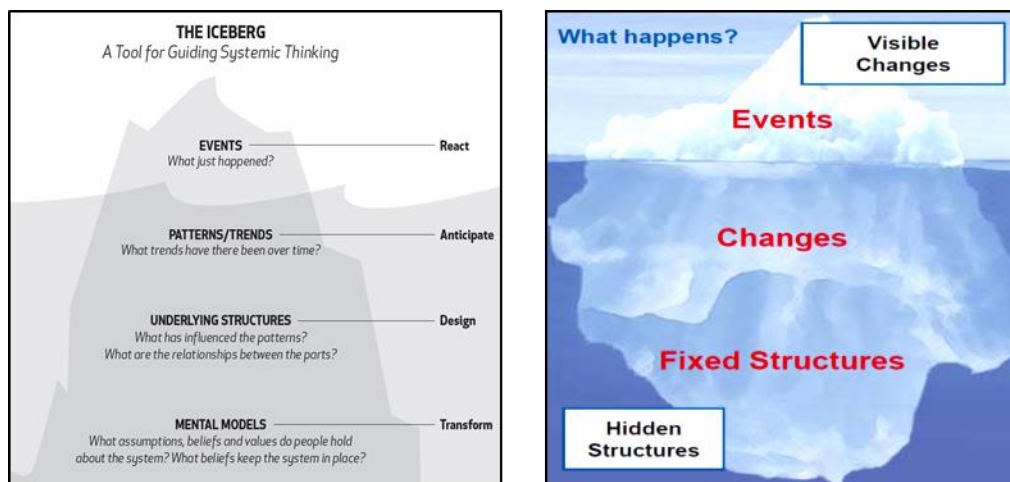 THE ICEBERG
A Tool for Guiding Systemic Thinking
EVENTS
What just happened?
React
PATTERNS/TRENDS
What trends have there been over time?
Anticipate
UNDERLYING STRUCTURES
What has influenced the patterns?
What are the relationships between the parts?
Design
MENTAL MODELS
What assumptions, beliefs and values do people hold
about the system? What beliefs keep the system in place?
Transform
What happens?
Visible
Changes
Events
Changes
Fixed Structures
Hidden
Structures